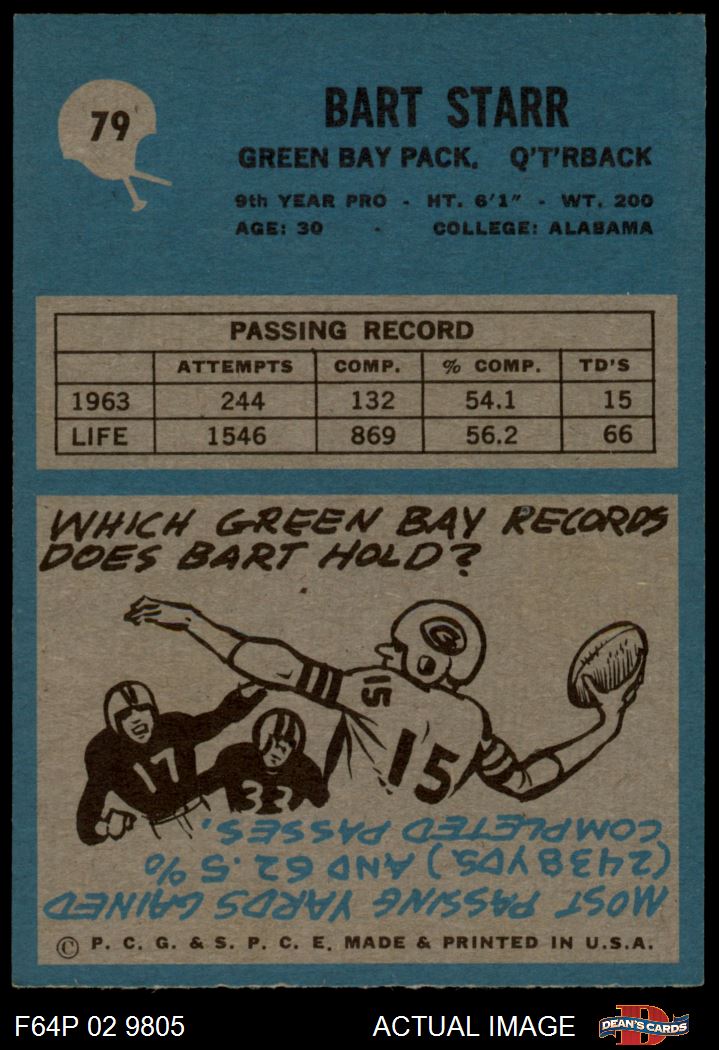 79
BART STARR
GREEN BAY PACK. Q'T'RBACK
9th YEAR PRO - HT. 6'1" - WT. 200
AGE: 30 - COLLEGE: ALABAMA
PASSING RECORD
ATTEMPTS COMP. % COMP. TD'S
1963 244 132 54.1 15
LIFE 1546 869 56.2 66
WHICH GREEN BAY RECORDS
DOES BART HOLD?
G
15
15
17
33
MOST PASSING YARDS GAINED
(2438 YDS.) AND 62.5%
COMPLETED PASSES.
© P. C. G. & S. P. C. E. MADE & PRINTED IN U.S.A.
F64P 02 9805 ACTUAL IMAGE
D
DEAN'S CARDS